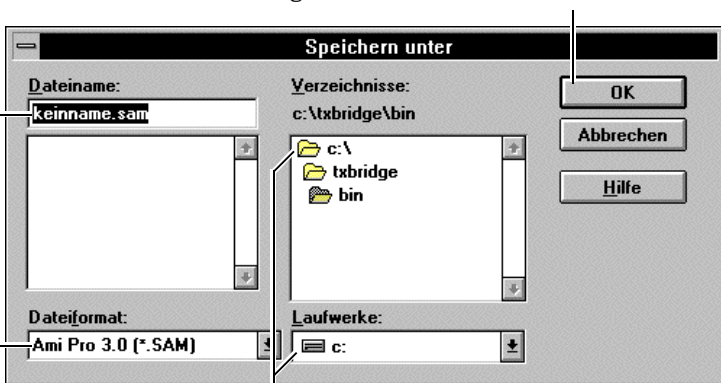 Speichern unter
Dateiname:
keinname.sam
Dateiformat:
Ami Pro 3.0 (*.SAM)
Verzeichnisse:
c:\txbridge\bin
c:\
txbridge
bin
Laufwerke:
c:
OK
Abbrechen
Hilfe